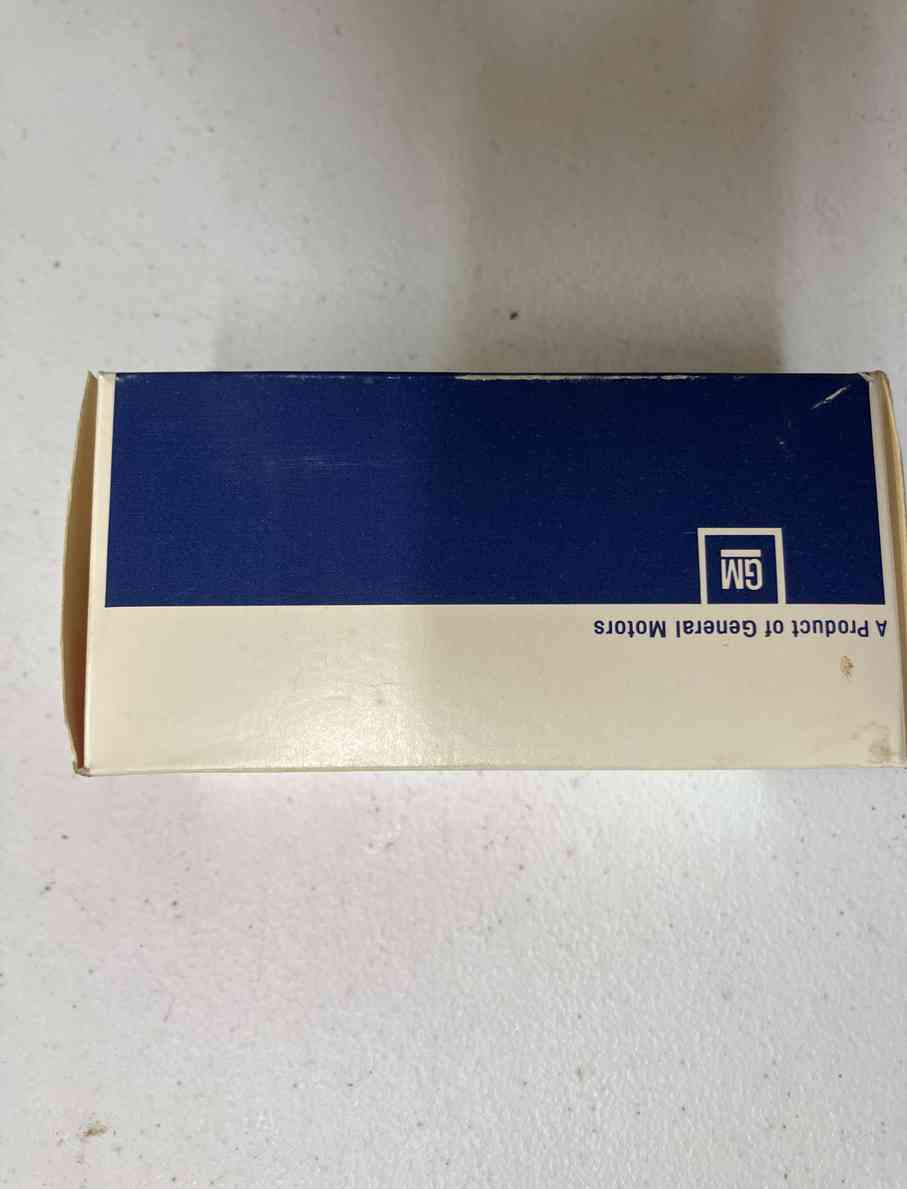 A Product of General Motors
GM